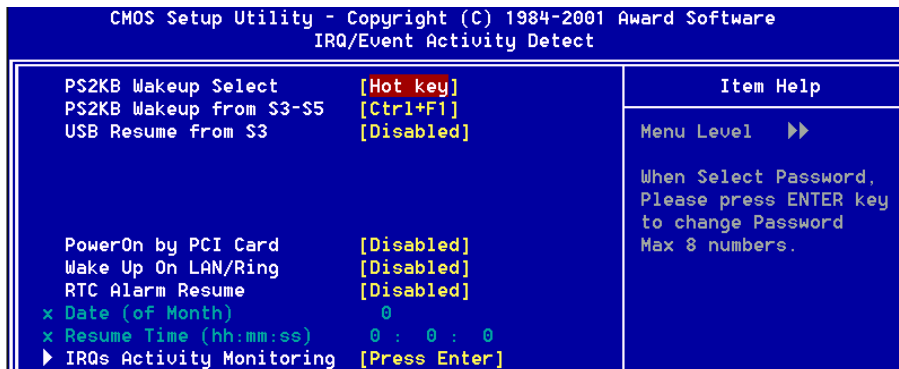 CMOS Setup Utility - Copyright (C) 1984-2001 Award Software
IRQ/Event Activity Detect
PS2KB Wakeup Select [Hot key]
PS2KB Wakeup from S3-S5 [Ctrl+F1]
USB Resume from S3 [Disabled]
PowerOn by PCI Card [Disabled]
Wake Up On LAN/Ring [Disabled]
RTC Alarm Resume [Disabled]
x Date (of Month) 0
x Resume Time (hh:mm:ss) 0 : 0 : 0
IRQs Activity Monitoring [Press Enter]
Item Help
Menu Level
When Select Password,
Please press ENTER key
to change Password
Max 8 numbers.